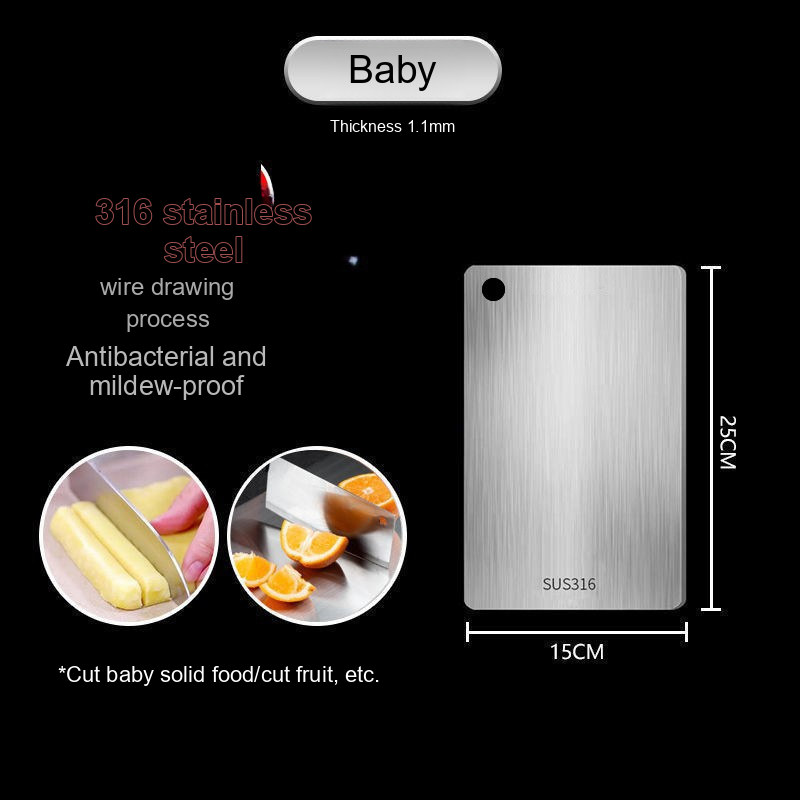 Baby
Thickness 1.1mm
316 stainless
steel
wire drawing
process
Antibacterial and
mildew-proof
25CM
SUS316
15CM
*Cut baby solid food/cut fruit, etc.